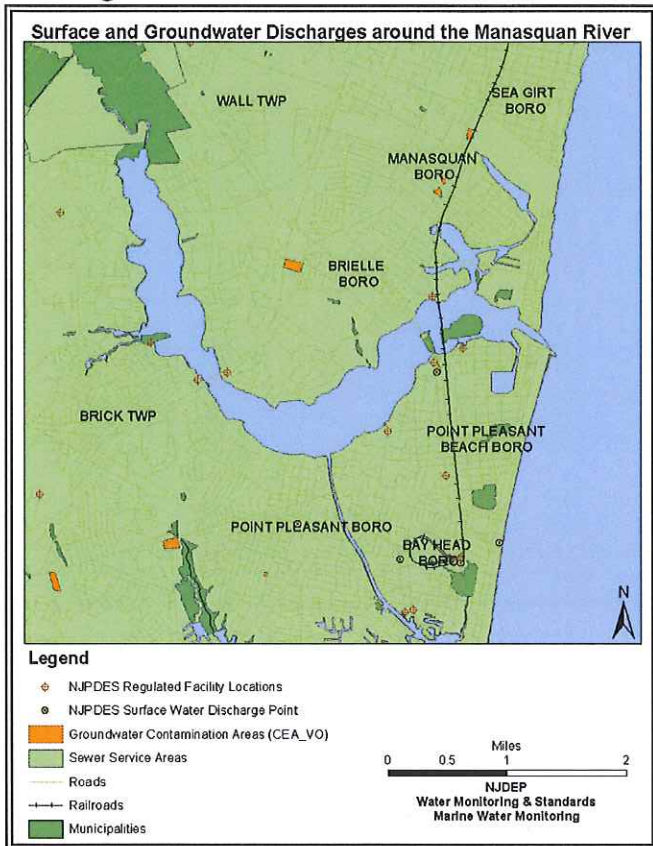 Surface and Groundwater Discharges around the Manasquan River
SEA GIRT
BORO
WALL TWP
MANASQUAN
BORO
BRIELLE
BORO
BRICK TWP
POINT PLEASANT
BEACH BORO
POINT PLEASANT BORO
BAY HEAD
BORO
N
Legend
NJPDES Regulated Facility Locations
NJPDES Surface Water Discharge Point
Groundwater Contamination Areas (CEA_VO)
Sewer Service Areas
Roads
Railroads
Municipalities
Miles
0 0.5 1 2
NJDEP
Water Monitoring & Standards
Marine Water Monitoring